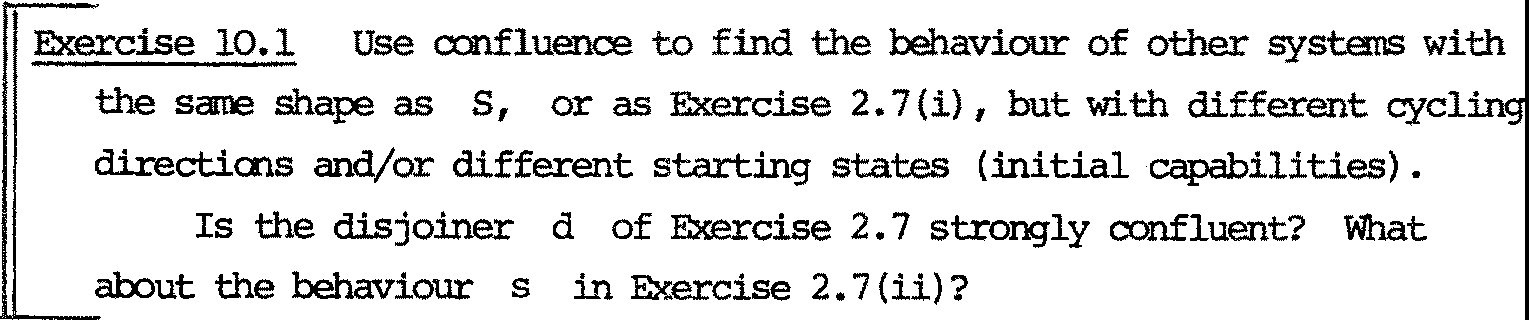 Exercise 10.1 Use confluence to find the behaviour of other systems with
the same shape as S, or as Exercise 2.7(i), but with different cycling
directions and/or different starting states (initial capabilities).
Is the disjoiner d of Exercise 2.7 strongly confluent? What
about the behaviour s in Exercise 2.7(ii)?